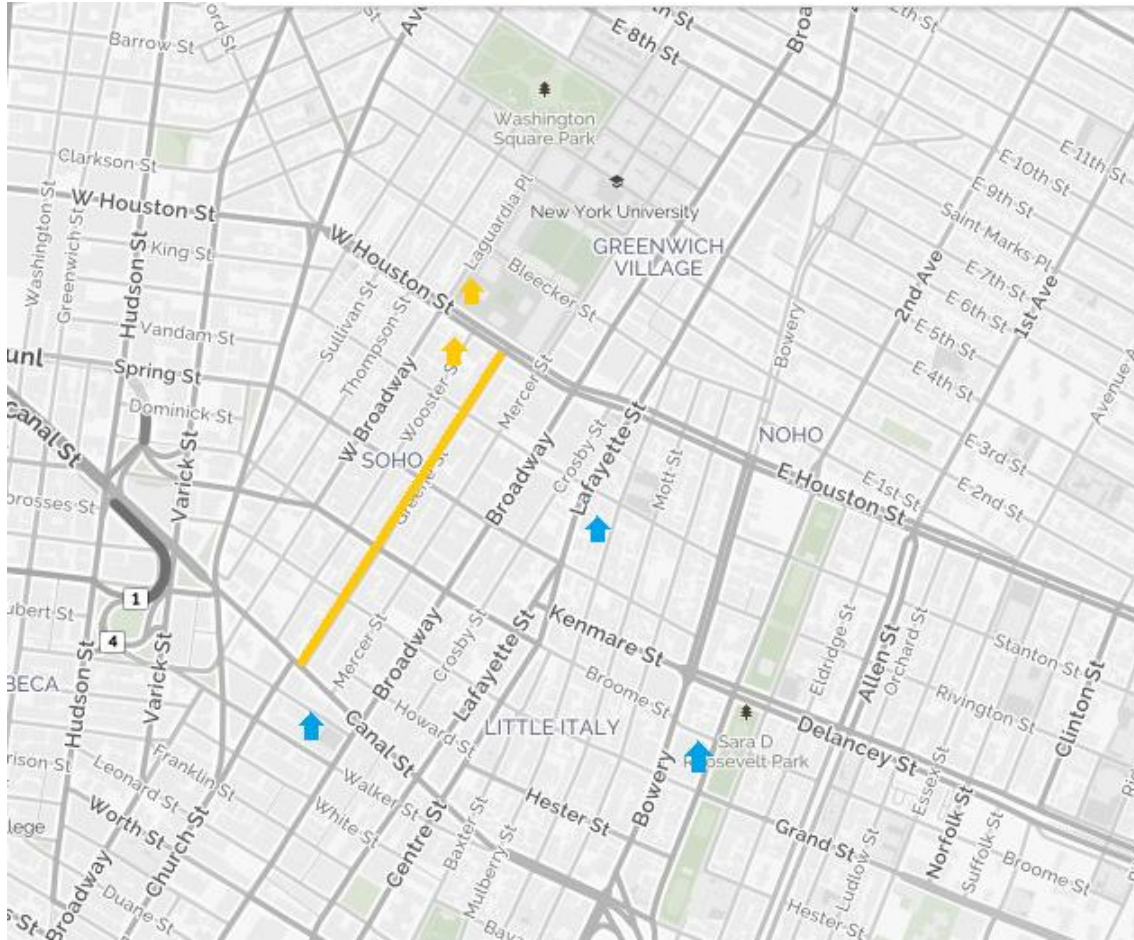 Barrow St
E 8th St
Washington
Square Park
Clarkson St
W Houston St
Washington St
Greenwich St
Hudson St
King St
W Houston St
Laguardia Pl
New York University
GREENWICH
VILLAGE
Bleecker St
E 11th St
E 10th St
E 9th St
Saint Marks Pl
E 7th St
E 6th St
E 5th St
E 4th St
2nd Ave
1st Ave
Bowery
Vandam St
Sullivan St
Thompson St
W Broadway
Wooster St
Mercer St
unl
Spring St
Dominick St
Canal St
Varick St
SOHO
Greene St
Broadway
Crosby St
Lafayette St
Mott St
NOHO
E Houston St
E 3rd St
E 2nd St
E 1st St
1
4
Hudson St
Varick St
BECA
Mercer St
Broadway
Crosby St
Lafayette St
Kenmare St
Broome St
LITTLE ITALY
Howard St
Canal St
Eldridge St
Allen St
Orchard St
Stanton St
Rivington St
Clinton St
Delancey St
Sara D
Roosevelt Park
Franklin St
Leonard St
Worth St
Church St
Broadway
Duane St
Walker St
White St
Centre St
Baxter St
Mulberry St
Hester St
Bowery
Grand St
Essex St
Norfolk St
Suffolk St
Ludlow St
Broome St
Hester St